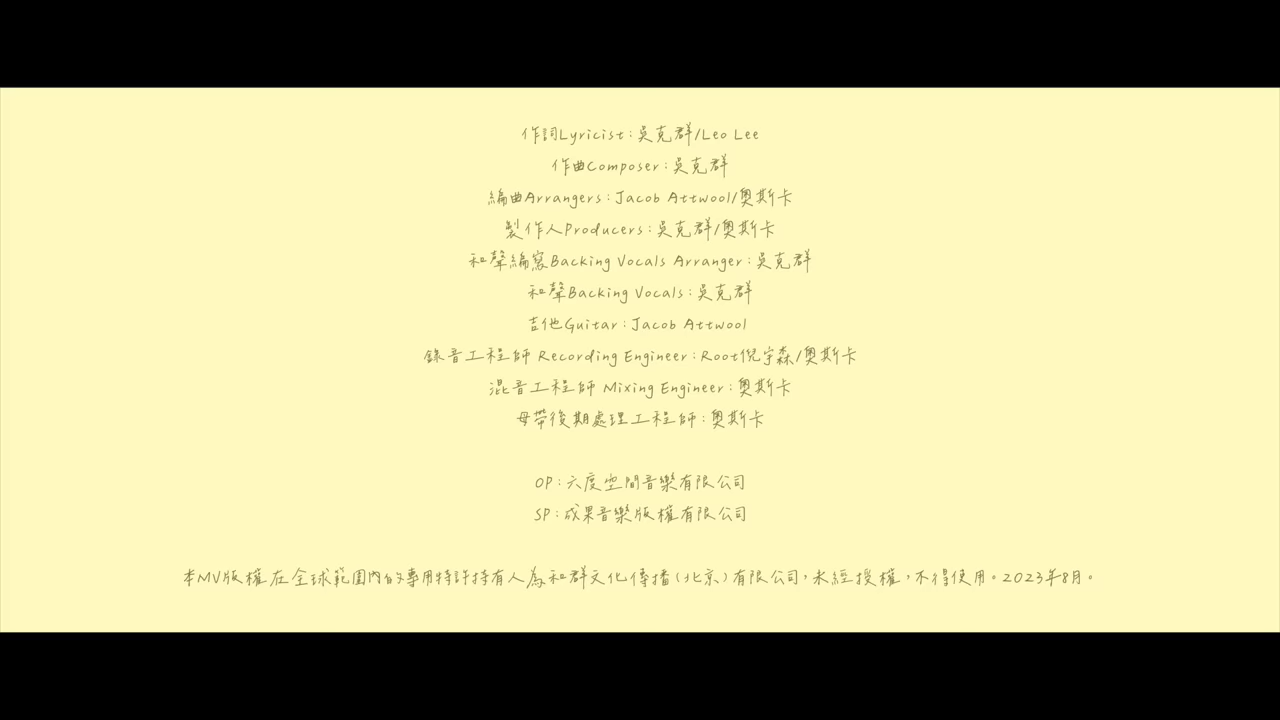 作詞Lyricist：吳克群/Leo Lee
作曲Composer：吳克群
編曲Arrangers：Jacob Attwool/奧斯卡
製作人Producers：吳克群/奧斯卡
和聲編寫Backing Vocals Arranger：吳克群
和聲Backing Vocals：吳克群
吉他Guitar：Jacob Attwool
錄音工程師 Recording Engineer：Root倪宇森/奧斯卡
混音工程師 Mixing Engineer：奧斯卡
母帶後期處理工程師：奧斯卡
OP：六度空間音樂有限公司
SP：成果音樂版權有限公司
本MV版權在全球範圍內的專用特許持有人為和群文化傳播（北京）有限公司，未經授權，不得使用。2023年8月。